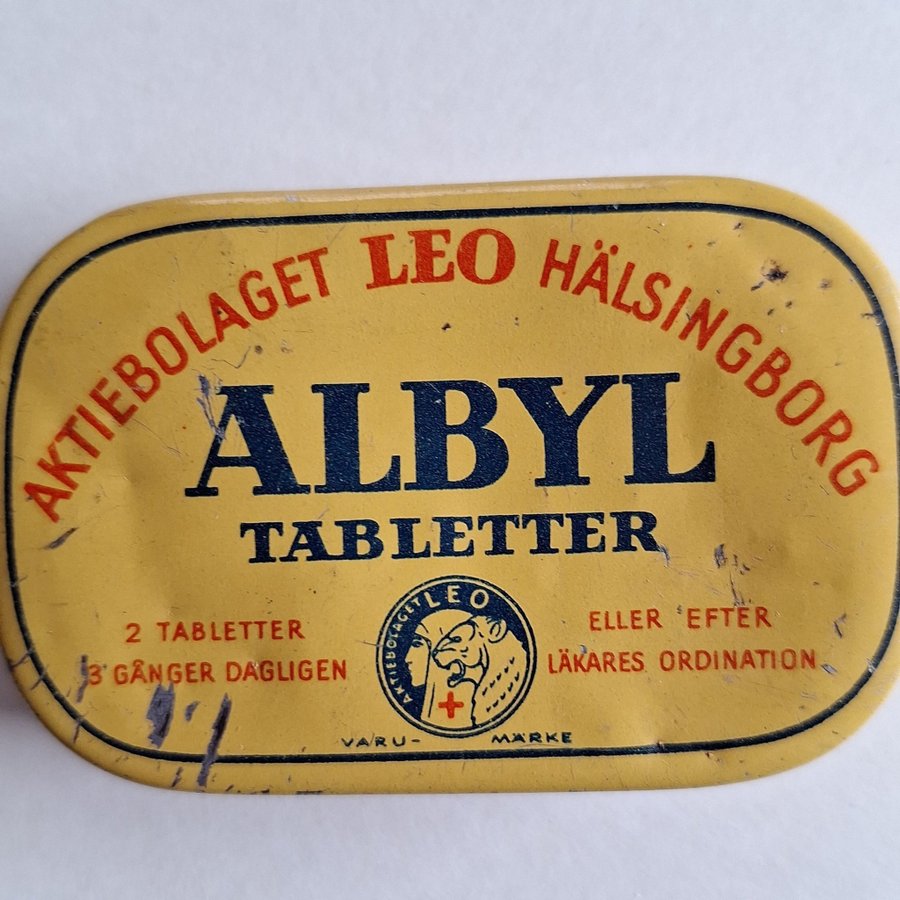 AKTIEBOLAGET LEO HÄLSINGBORG
ALBYL
TABLETTER
2 TABLETTER
3 GÅNGER DAGLIGEN
AKTIEBOLAGET LEO
ELLER EFTER
LÄKARES ORDINATION
VARU- MÄRKE